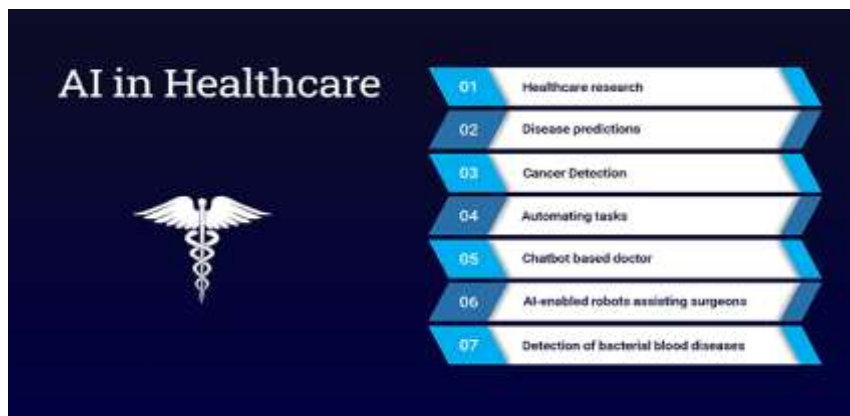 AI in Healthcare
01 Healthcare research
02 Disease predictions
03 Cancer Detection
04 Automating tasks
05 Chatbot based doctor
06 AI-enabled robots assisting surgeons
07 Detection of bacterial blood diseases